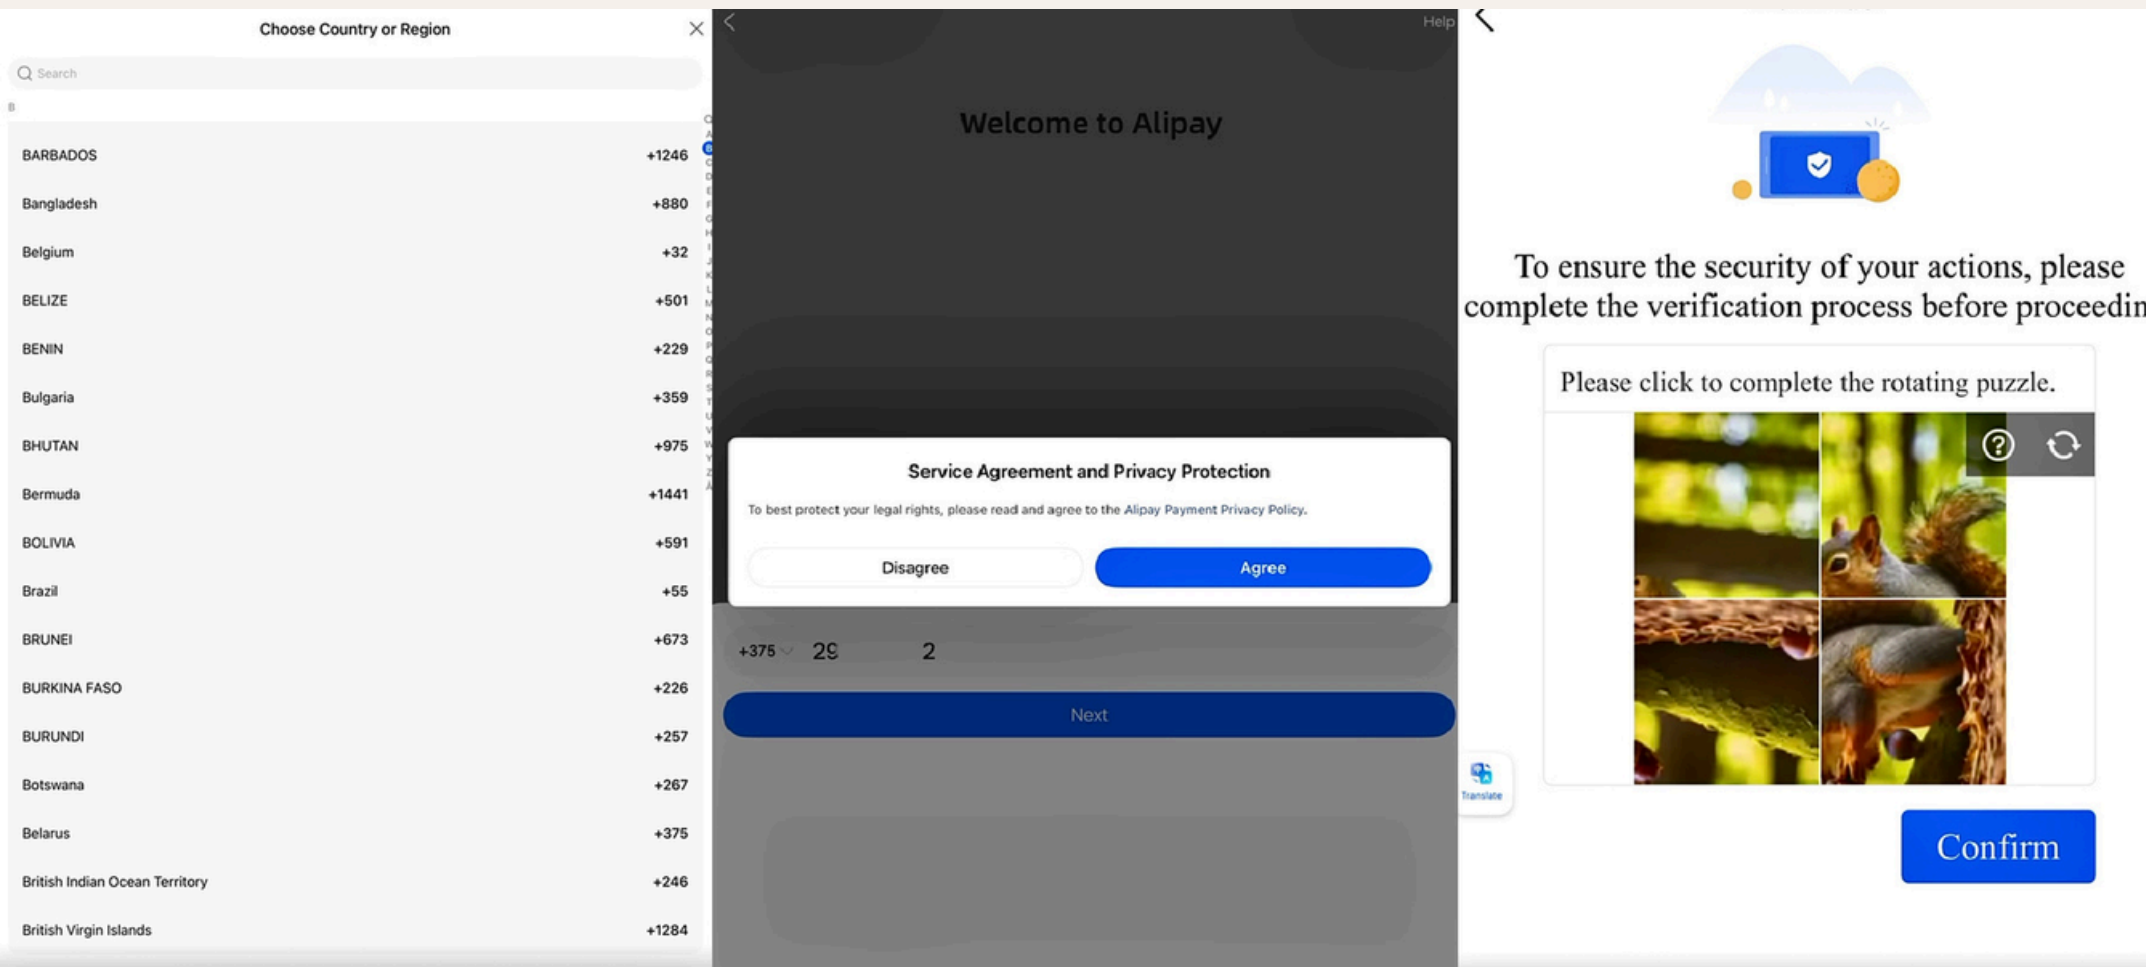 Choose Country or Region
Search
B
BARBADOS +1246
Bangladesh +880
Belgium +32
BELIZE +501
BENIN +229
Bulgaria +359
BHUTAN +975
Bermuda +1441
BOLIVIA +591
Brazil +55
BRUNEI +673
BURKINA FASO +226
BURUNDI +257
Botswana +267
Belarus +375
British Indian Ocean Territory +246
British Virgin Islands +1284
Help
Welcome to Alipay
Service Agreement and Privacy Protection
To best protect your legal rights, please read and agree to the Alipay Payment Privacy Policy.
Disagree Agree
+375 29 2
Next
To ensure the security of your actions, please
complete the verification process before
Please click to complete the rotating puzzle.
Translate
Confirm